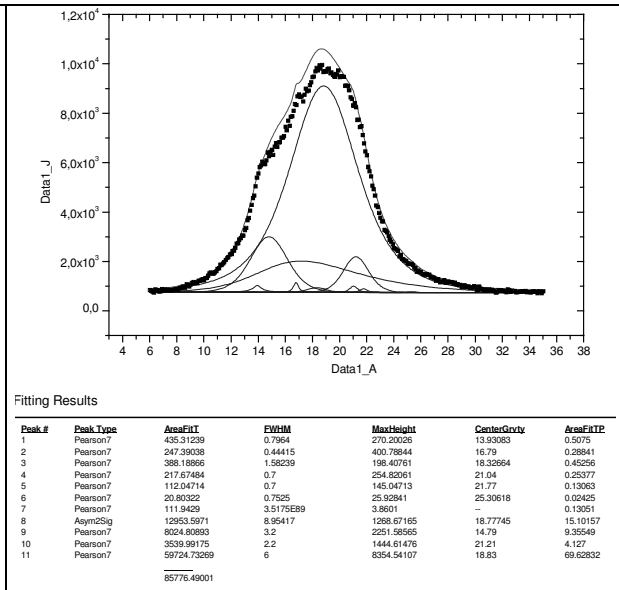 1,2x10⁴
1,0x10⁴
8,0x10³
6,0x10³
4,0x10³
2,0x10³
0,0
Data1_J
4 6 8 10 12 14 16 18 20 22 24 26 28 30 32 34 36 38
Data1_A
Fitting Results
Peak # Peak Type AreaFitT FWHM MaxHeight CenterGrvty AreaFitTP
1 Pearson7 435.31239 0.7964 270.20026 13.93083 0.5075
2 Pearson7 247.39038 0.44415 400.78844 16.79 0.28841
3 Pearson7 388.18866 1.58239 198.40761 18.32664 0.45256
4 Pearson7 217.67484 0.7 254.82061 21.04 0.25377
5 Pearson7 112.04714 0.7 145.04713 21.77 0.13063
6 Pearson7 20.80322 0.7525 25.92841 25.30618 0.02425
7 Pearson7 111.9429 3.5175E89 3.8601 -- 0.13051
8 Asym2Sig 12953.5971 8.95417 1268.67165 18.77745 15.10157
9 Pearson7 8024.80893 3.2 2251.58565 14.79 9.35549
10 Pearson7 3539.99175 2.2 1444.61476 21.21 4.127
11 Pearson7 59724.73269 6 8354.54107 18.83 69.62832
85776.49001